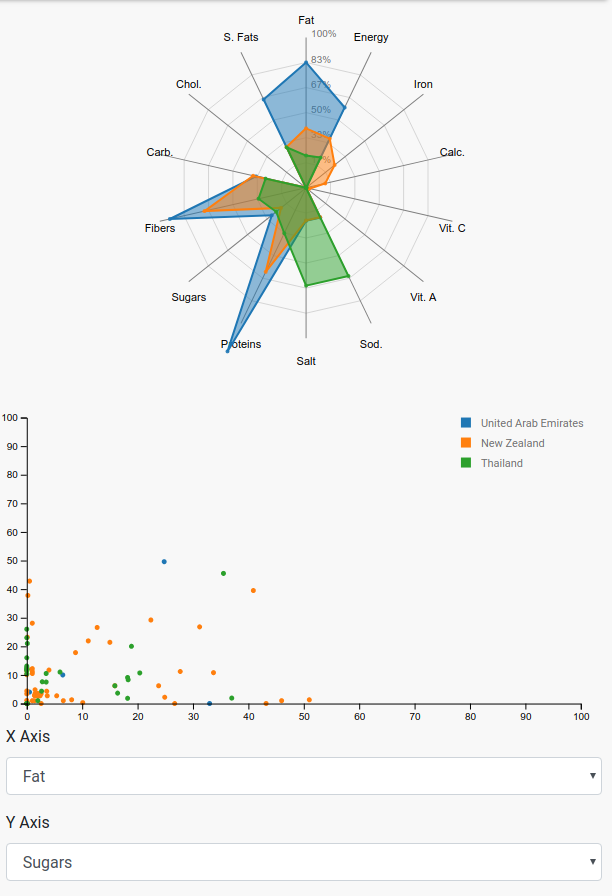 Fat
100%
S. Fats
Energy
83%
Chol.
67%
Iron
50%
33%
Carb.
%
Calc.
Fibers
Vit. C
Sugars
Vit. A
Proteins
Sod.
Salt
100
90
80
70
60
50
40
30
20
10
0
United Arab Emirates
New Zealand
Thailand
0 10 20 30 40 50 60 70 80 90 100
X Axis
Fat
Y Axis
Sugars